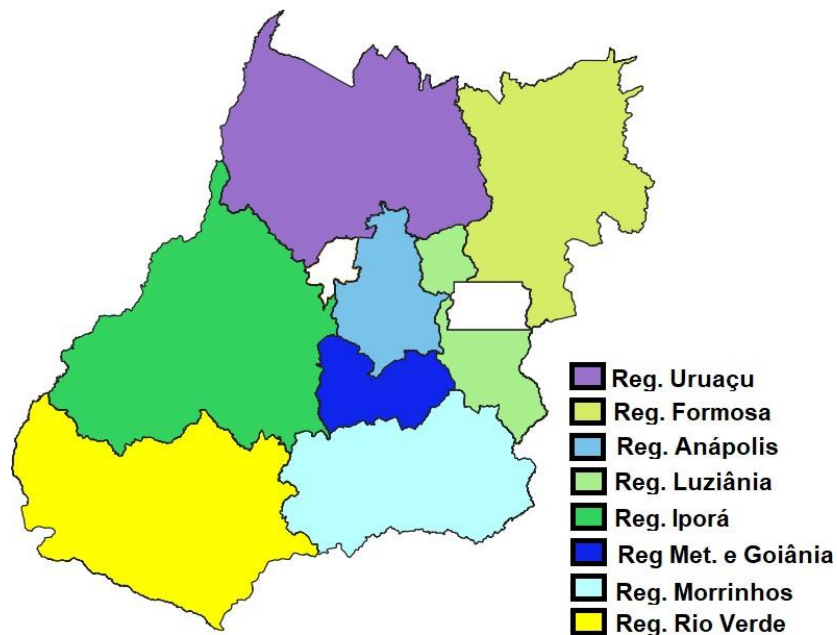 Reg. Uruaçu
Reg. Formosa
Reg. Anápolis
Reg. Luziânia
Reg. Iporá
Reg Met. e Goiânia
Reg. Morrinhos
Reg. Rio Verde